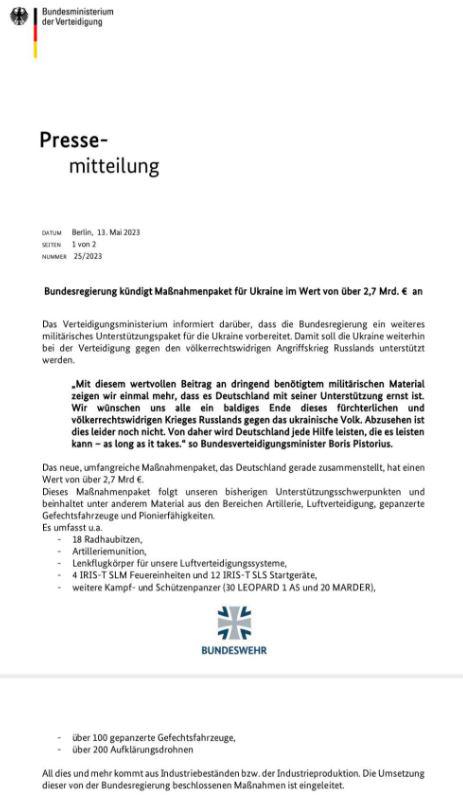 Bundesministerium
der Verteidigung
Presse-
mitteilung
DATUM Berlin, 13. Mai 2023
SEITEN 1 von 2
NUMMER 25/2023
Bundesregierung kündigt Maßnahmenpaket für Ukraine im Wert von über 2,7 Mrd. € an
Das Verteidigungsministerium informiert darüber, dass die Bundesregierung ein weiteres
militärisches Unterstützungspaket für die Ukraine vorbereitet. Damit soll die Ukraine weiterhin
bei der Verteidigung gegen den völkerrechtswidrigen Angriffskrieg Russlands unterstützt
werden.
„Mit diesem wertvollen Beitrag an dringend benötigtem militärischen Material
zeigen wir einmal mehr, dass es Deutschland mit seiner Unterstützung ernst ist.
Wir wünschen uns alle ein baldiges Ende dieses fürchterlichen und
völkerrechtswidrigen Krieges Russlands gegen das ukrainische Volk. Abzusehen ist
dies leider noch nicht. Von daher wird Deutschland jede Hilfe leisten, die es leisten
kann – as long as it takes.“ so Bundesverteidigungsminister Boris Pistorius.
Das neue, umfangreiche Maßnahmenpaket, das Deutschland gerade zusammenstellt, hat einen
Wert von über 2,7 Mrd €.
Dieses Maßnahmenpaket folgt unseren bisherigen Unterstützungsschwerpunkten und
beinhaltet unter anderem Material aus den Bereichen Artillerie, Luftverteidigung, gepanzerte
Gefechtsfahrzeuge und Pionierfähigkeiten.
Es umfasst u.a.
- 18 Radhaubitzen,
- Artilleriemunition,
- Lenkflugkörper für unsere Luftverteidigungssysteme,
- 4 IRIS-T SLM Feuereinheiten und 12 IRIS-T SLS Startgeräte,
- weitere Kampf- und Schützenpanzer (30 LEOPARD 1 A5 und 20 MARDER),
BUNDESWEHR
- über 100 gepanzerte Gefechtsfahrzeuge,
- über 200 Aufklärungsdrohnen
All dies und mehr kommt aus Industriebeständen bzw. der Industrieproduktion. Die Umsetzung
dieser von der Bundesregierung beschlossenen Maßnahmen ist eingeleitet.